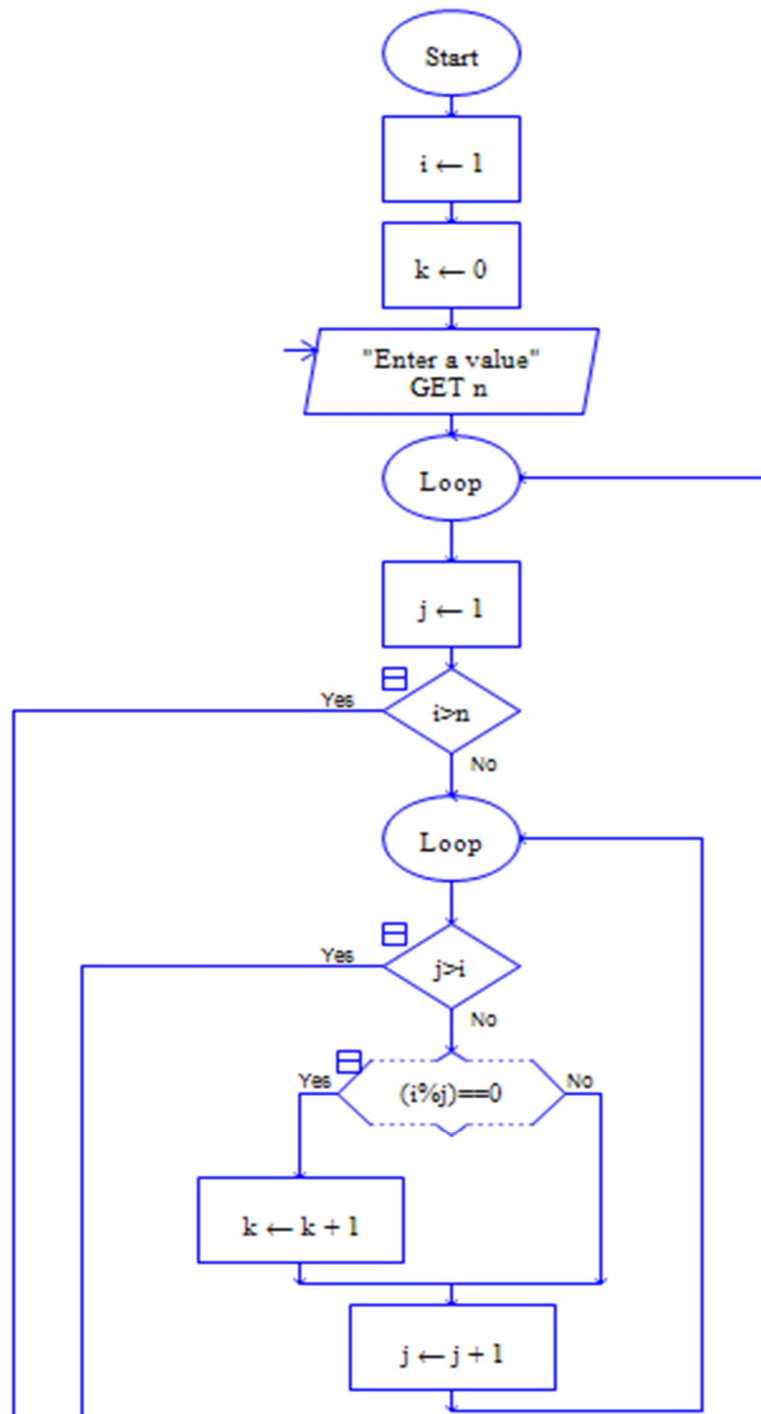 Start
i ← 1
k ← 0
"Enter a value"
GET n
Loop
j ← 1
Yes
i>n
No
Loop
Yes
j>i
No
Yes
(i%j)==0
No
k ← k + 1
j ← j + 1